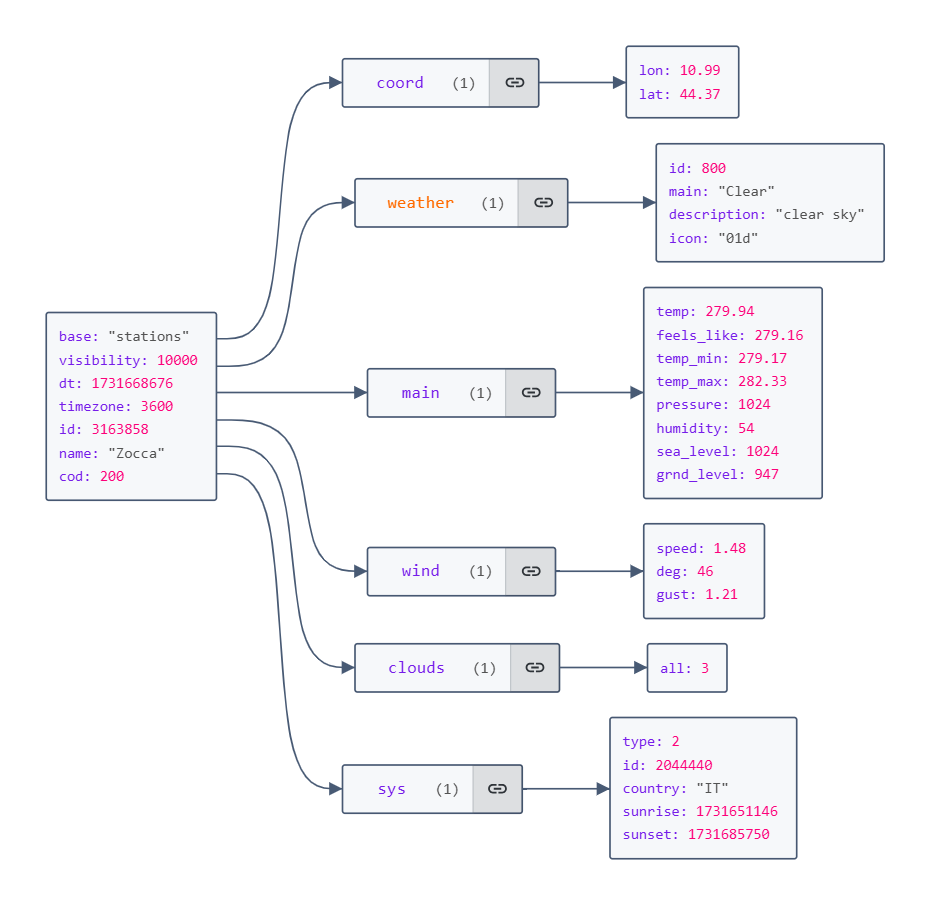 base: "stations"
visibility: 10000
dt: 1731668676
timezone: 3600
id: 3163858
name: "Zocca"
cod: 200
coord (1)
lon: 10.99
lat: 44.37
weather (1)
id: 800
main: "Clear"
description: "clear sky"
icon: "01d"
main (1)
temp: 279.94
feels_like: 279.16
temp_min: 279.17
temp_max: 282.33
pressure: 1024
humidity: 54
sea_level: 1024
grnd_level: 947
wind (1)
speed: 1.48
deg: 46
gust: 1.21
clouds (1)
all: 3
sys (1)
type: 2
id: 2044440
country: "IT"
sunrise: 1731651146
sunset: 1731685750